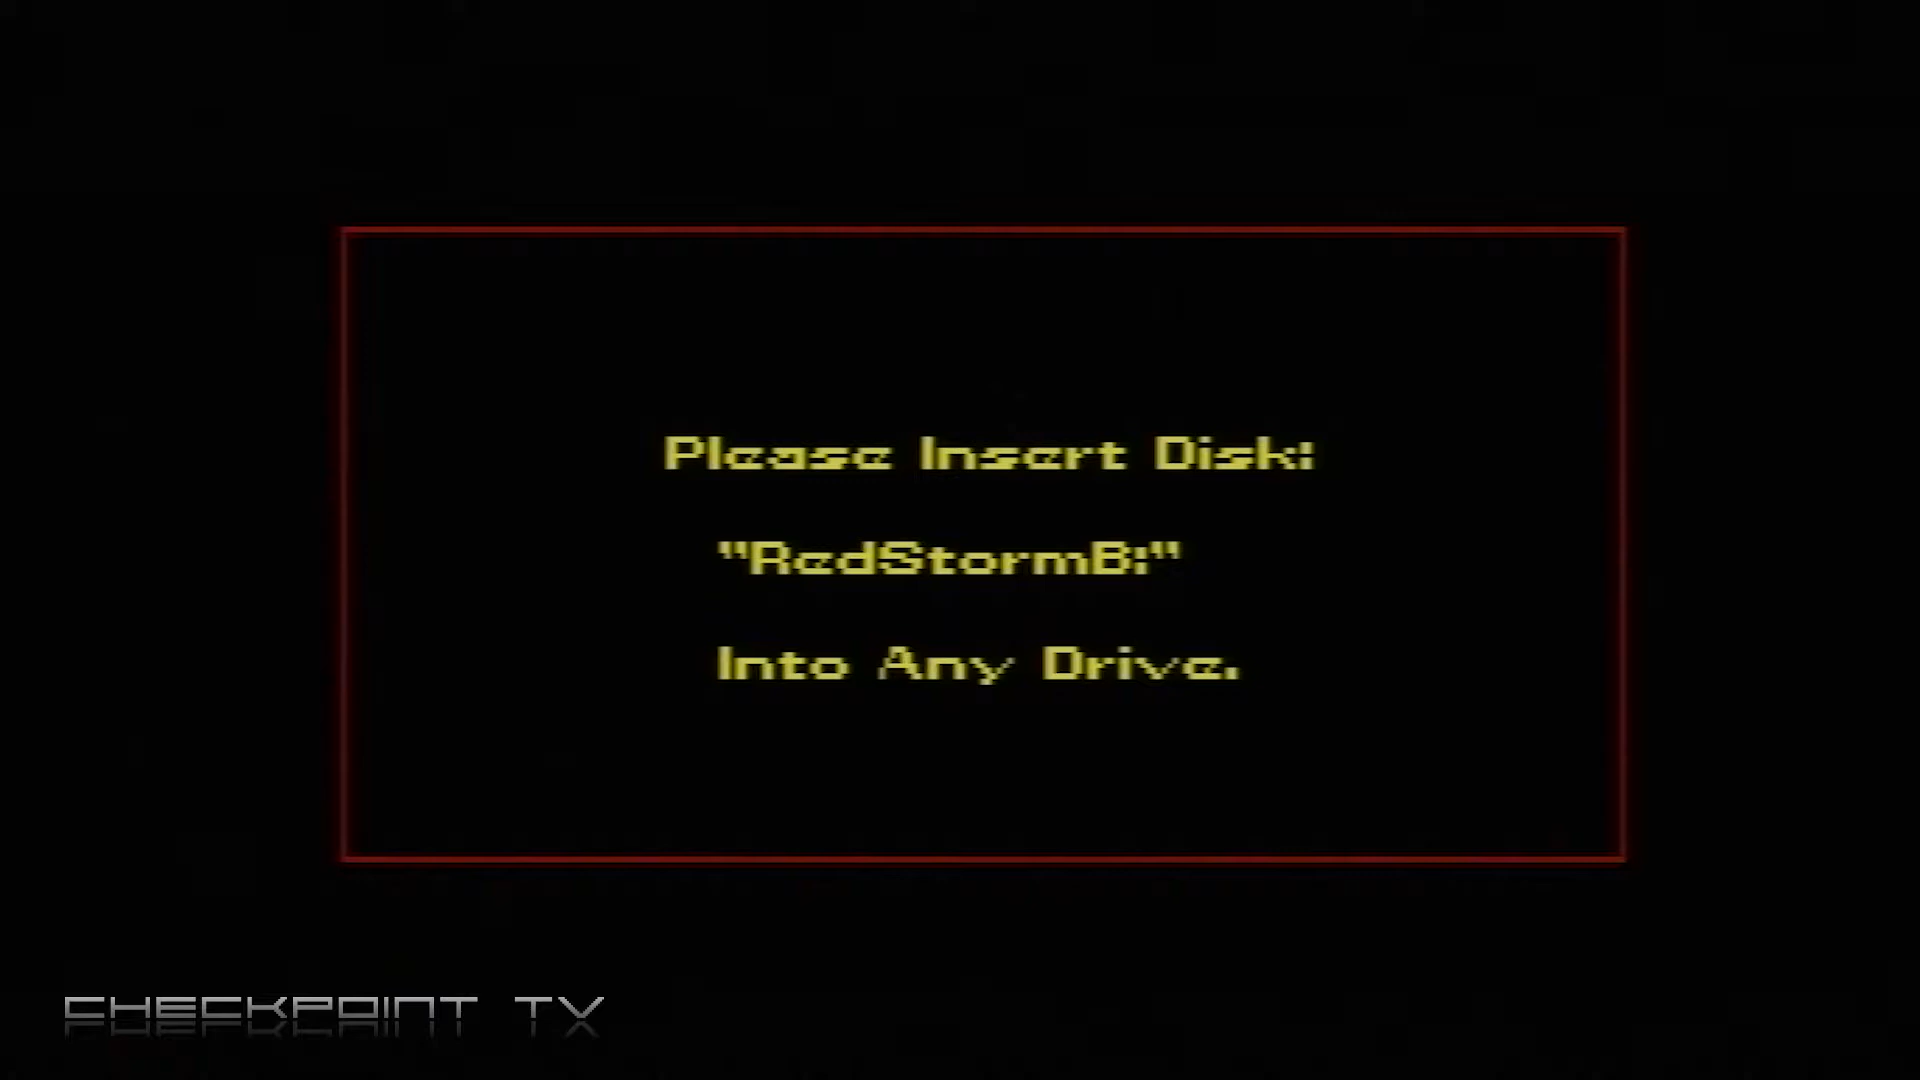 Please Insert Disk:
"RedStormB:"
Into Any Drive.
CHECKPOINT TV